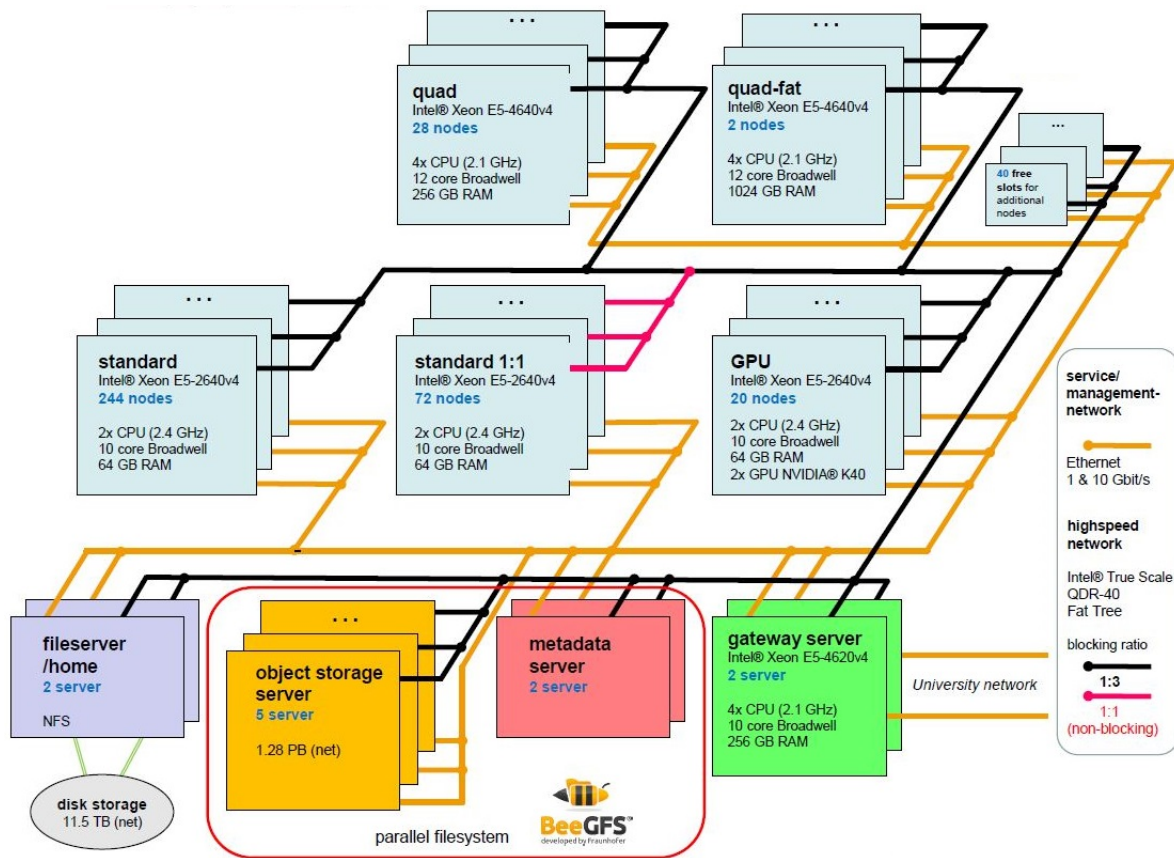 ...
quad
Intel® Xeon E5-4640v4
28 nodes
4x CPU (2.1 GHz)
12 core Broadwell
256 GB RAM
...
quad-fat
Intel® Xeon E5-4640v4
2 nodes
4x CPU (2.1 GHz)
12 core Broadwell
1024 GB RAM
...
40 free
slots for
additional
nodes
...
standard
Intel® Xeon E5-2640v4
244 nodes
2x CPU (2.4 GHz)
10 core Broadwell
64 GB RAM
...
standard 1:1
Intel® Xeon E5-2640v4
72 nodes
2x CPU (2.4 GHz)
10 core Broadwell
64 GB RAM
...
GPU
Intel® Xeon E5-2640v4
20 nodes
2x CPU (2.4 GHz)
10 core Broadwell
64 GB RAM
2x GPU NVIDIA® K40
service/
management-
network
Ethernet
1 & 10 Gbit/s
highspeed
network
Intel® True Scale
QDR-40
Fat Tree
blocking ratio
1:3
1:1
(non-blocking)
fileserver
/home
2 server
NFS
disk storage
11.5 TB (net)
...
object storage
server
5 server
1.28 PB (net)
metadata
server
2 server
gateway server
Intel® Xeon E5-4620v4
2 server
4x CPU (2.1 GHz)
10 core Broadwell
256 GB RAM
University network
parallel filesystem
BeeGFS™
developed by Fraunhofer